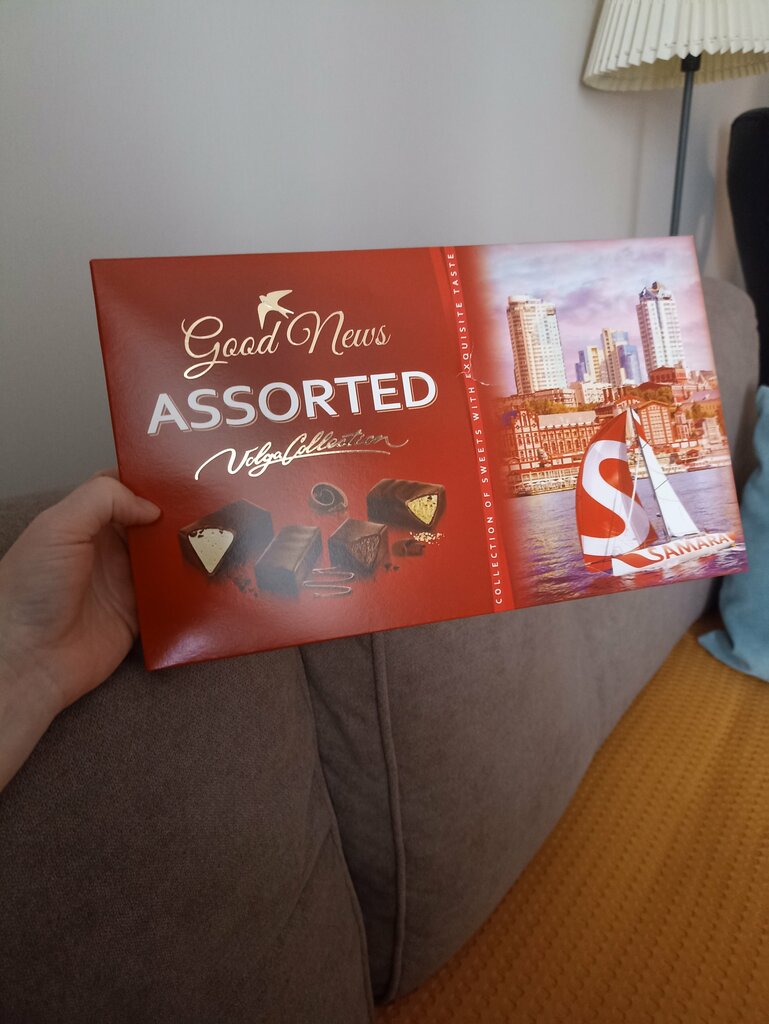 Good News
ASSORTED
Volga Collection
COLLECTION OF SWEETS WITH EXQUISITE TASTE
S
SAMARA